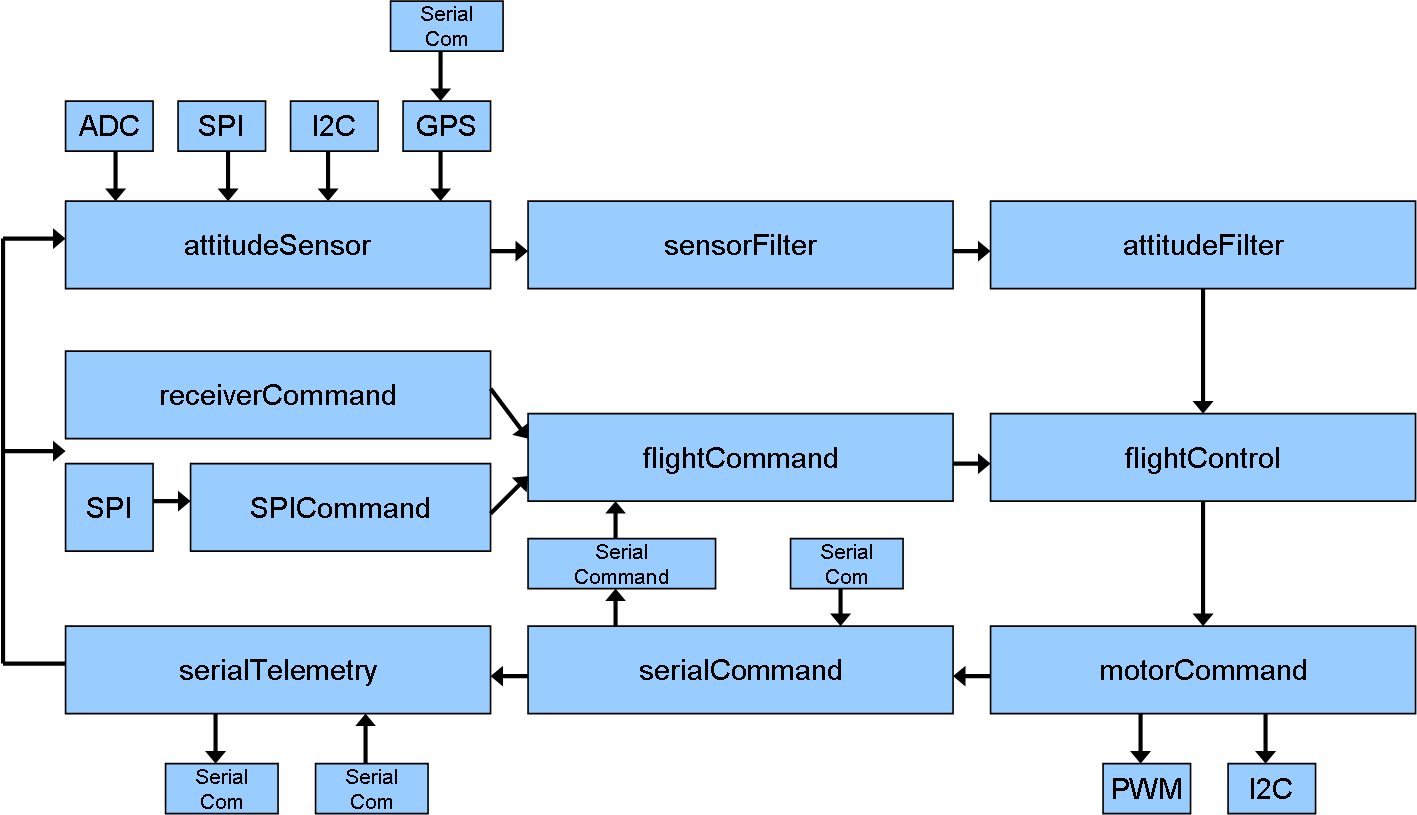 Serial
Com
ADC
SPI
I2C
GPS
attitudeSensor
sensorFilter
attitudeFilter
receiverCommand
flightCommand
flightControl
SPI
SPICommand
Serial
Command
Serial
Com
serialTelemetry
serialCommand
motorCommand
Serial
Com
Serial
Com
PWM
I2C